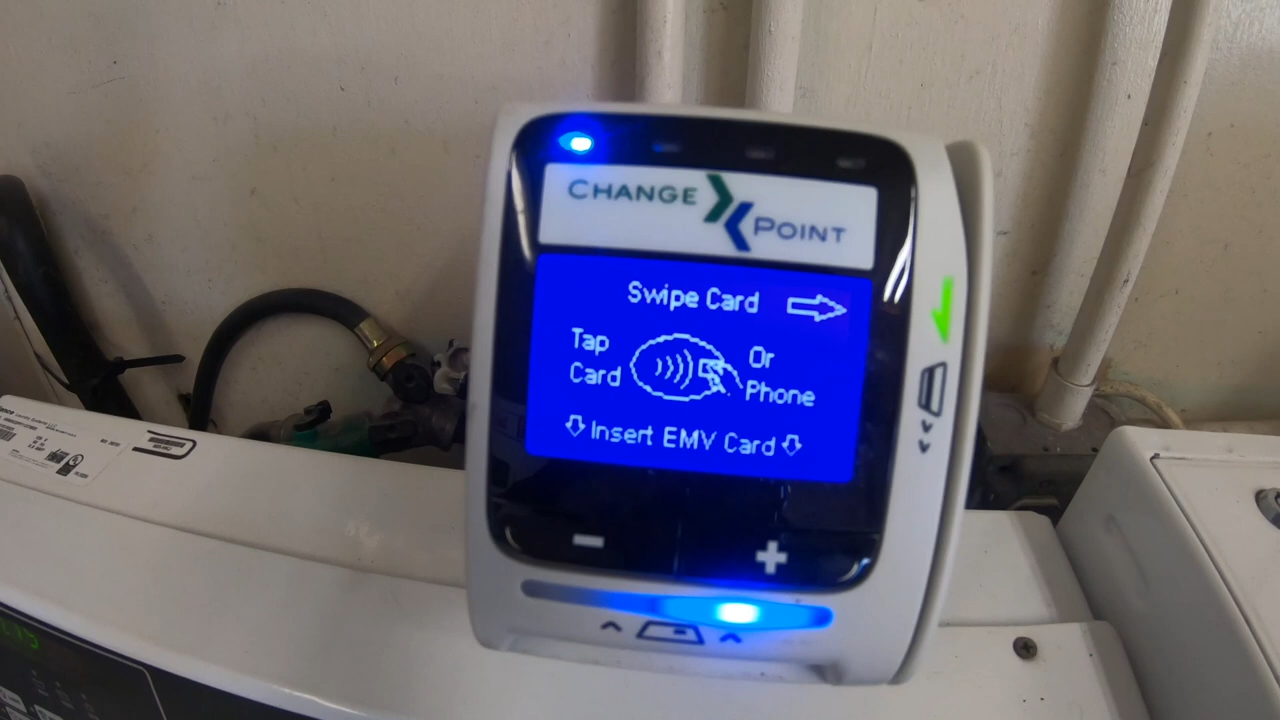 CHANGE POINT
Swipe Card
Tap Card
Or Phone
Insert EMV Card
- +